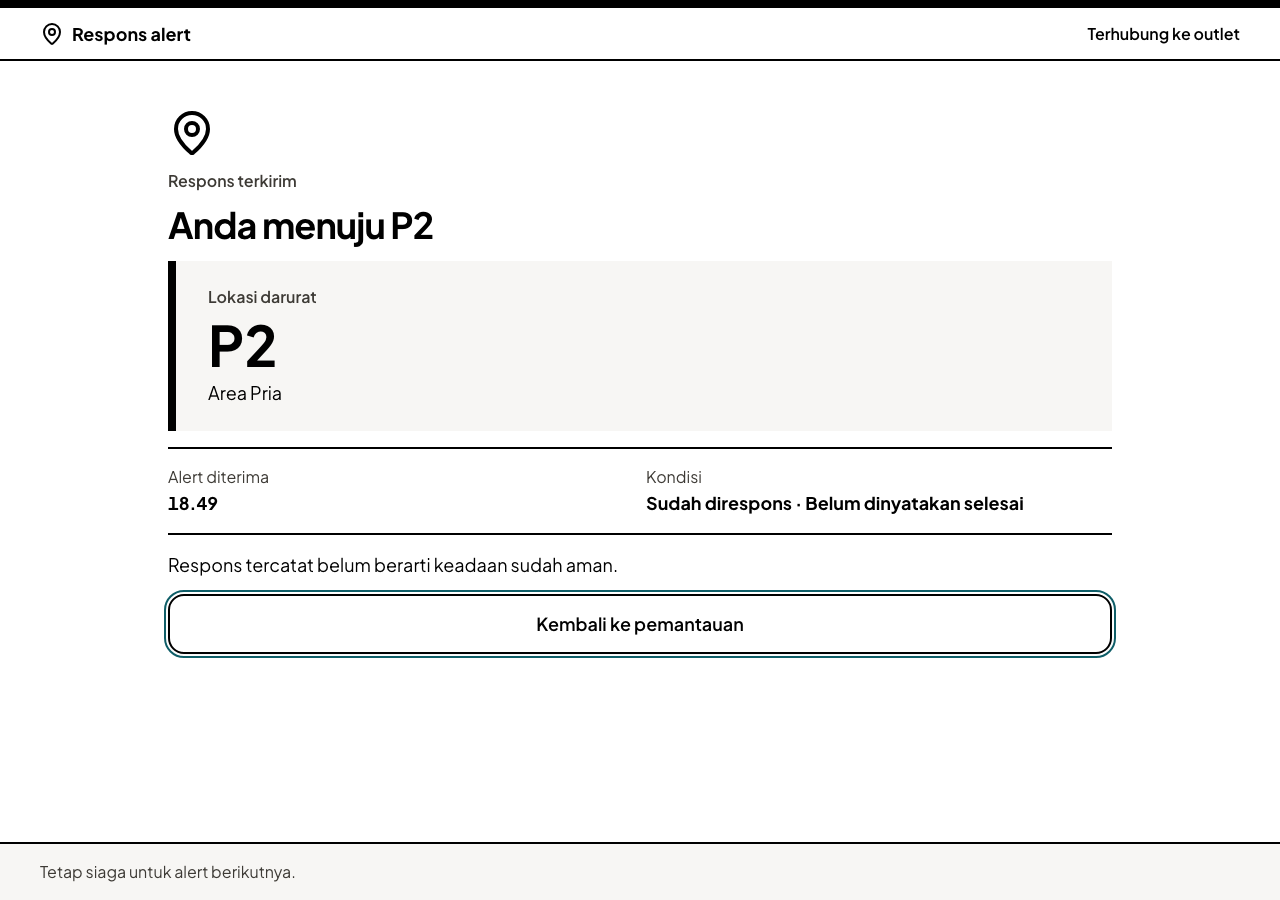 Respons alert
Terhubung ke outlet
Respons terkirim
Anda menuju P2
Lokasi darurat
P2
Area Pria
Alert diterima
18.49
Kondisi
Sudah direspons · Belum dinyatakan selesai
Respons tercatat belum berarti keadaan sudah aman.
Kembali ke pemantauan
Tetap siaga untuk alert berikutnya.